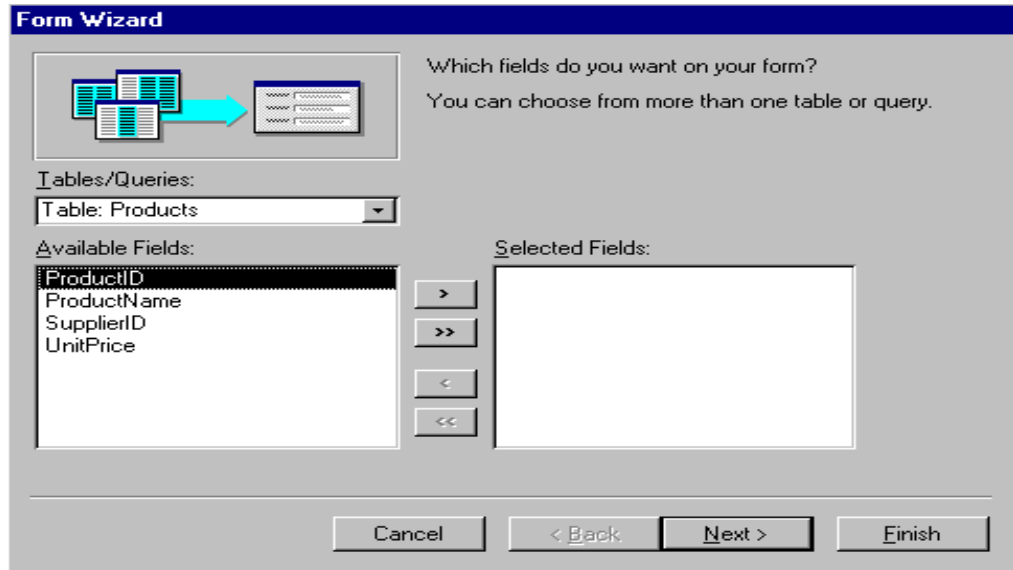 Form Wizard
Which fields do you want on your form?
You can choose from more than one table or query.
Tables/Queries:
Table: Products
Available Fields:
Selected Fields:
ProductID
ProductName
SupplierID
UnitPrice
>
>>
<
<<
Cancel
< Back
Next >
Finish